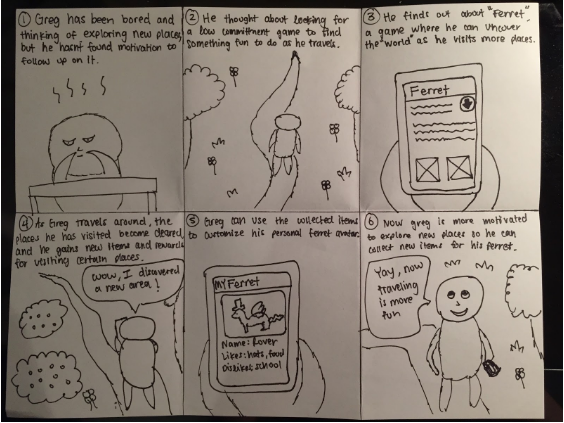 ① Greg has been bored and
thinking of exploring new places,
but he hasn't found motivation to
follow up on it.
② He thought about looking for
a low commitment game to find
something fun to do as he travels.
③ He finds out about "Ferret",
a game where he can uncover
the "world" as he visits more places.
Ferret
④ As Greg travels around, the
places he has visited become cleared,
and he gains new items and rewards
for visiting certain places.
wow, I discovered
a new area!
⑤ Greg can use the collected items
to customize his personal ferret avatar.
MY Ferret
Name: Rover
Likes: hats, food
Dislikes: school
⑥ Now greg is more motivated
to explore new places so he can
collect new items for his ferret.
Yay, now
traveling
is more
fun